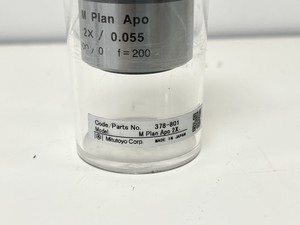 M Plan Apo
2X / 0.055
/ 0 f = 200
Code/Parts No. 378-801
Model M Plan Apo 2X
Mitutoyo Corp. MADE IN JAPAN